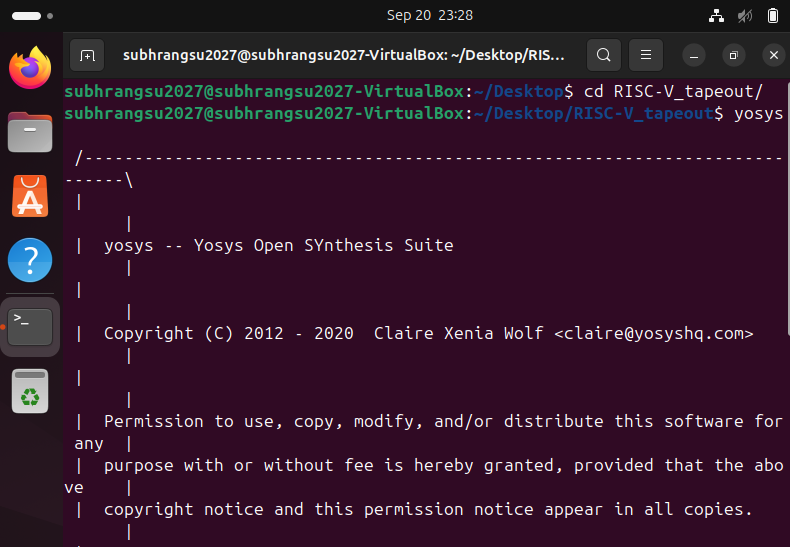 Sep 20 23:28
subhrangsu2027@subhrangsu2027-VirtualBox: ~/Desktop/RIS...
subhrangsu2027@subhrangsu2027-VirtualBox:~/Desktop$ cd RISC-V_tapeout/
subhrangsu2027@subhrangsu2027-VirtualBox:~/Desktop/RISC-V_tapeout$ yosys
/----------------------------------------------------------------------
------\
|
|
| yosys -- Yosys Open SYnthesis Suite
|
|
|
| Copyright (C) 2012 - 2020 Claire Xenia Wolf <claire@yosyshq.com>
|
|
|
| Permission to use, copy, modify, and/or distribute this software for
any |
| purpose with or without fee is hereby granted, provided that the abo
ve |
| copyright notice and this permission notice appear in all copies.
|